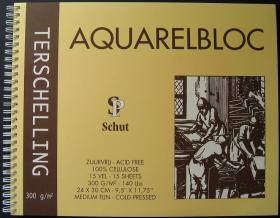 AQUARELBLOC
TERSCHELLING
300 g/m²
Schut
ZUURVRIJ - ACID FREE
100% CELLULOSE
15 VEL - 15 SHEETS
300 G/M² - 140 Lbs
24 X 30 CM - 9,5" X 11,75"
MEDIUM FIJN - COLD PRESSED